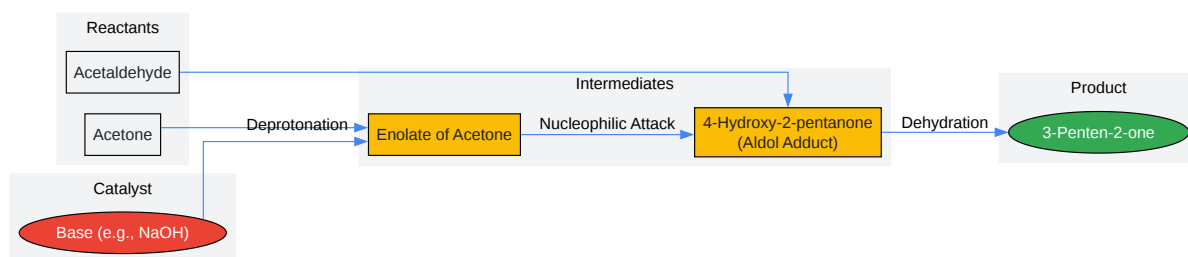 Reactants
Acetaldehyde
Acetone
Deprotonation
Catalyst
Base (e.g., NaOH)
Intermediates
Enolate of Acetone
Nucleophilic Attack
4-Hydroxy-2-pentanone
(Aldol Adduct)
Dehydration
Product
3-Penten-2-one